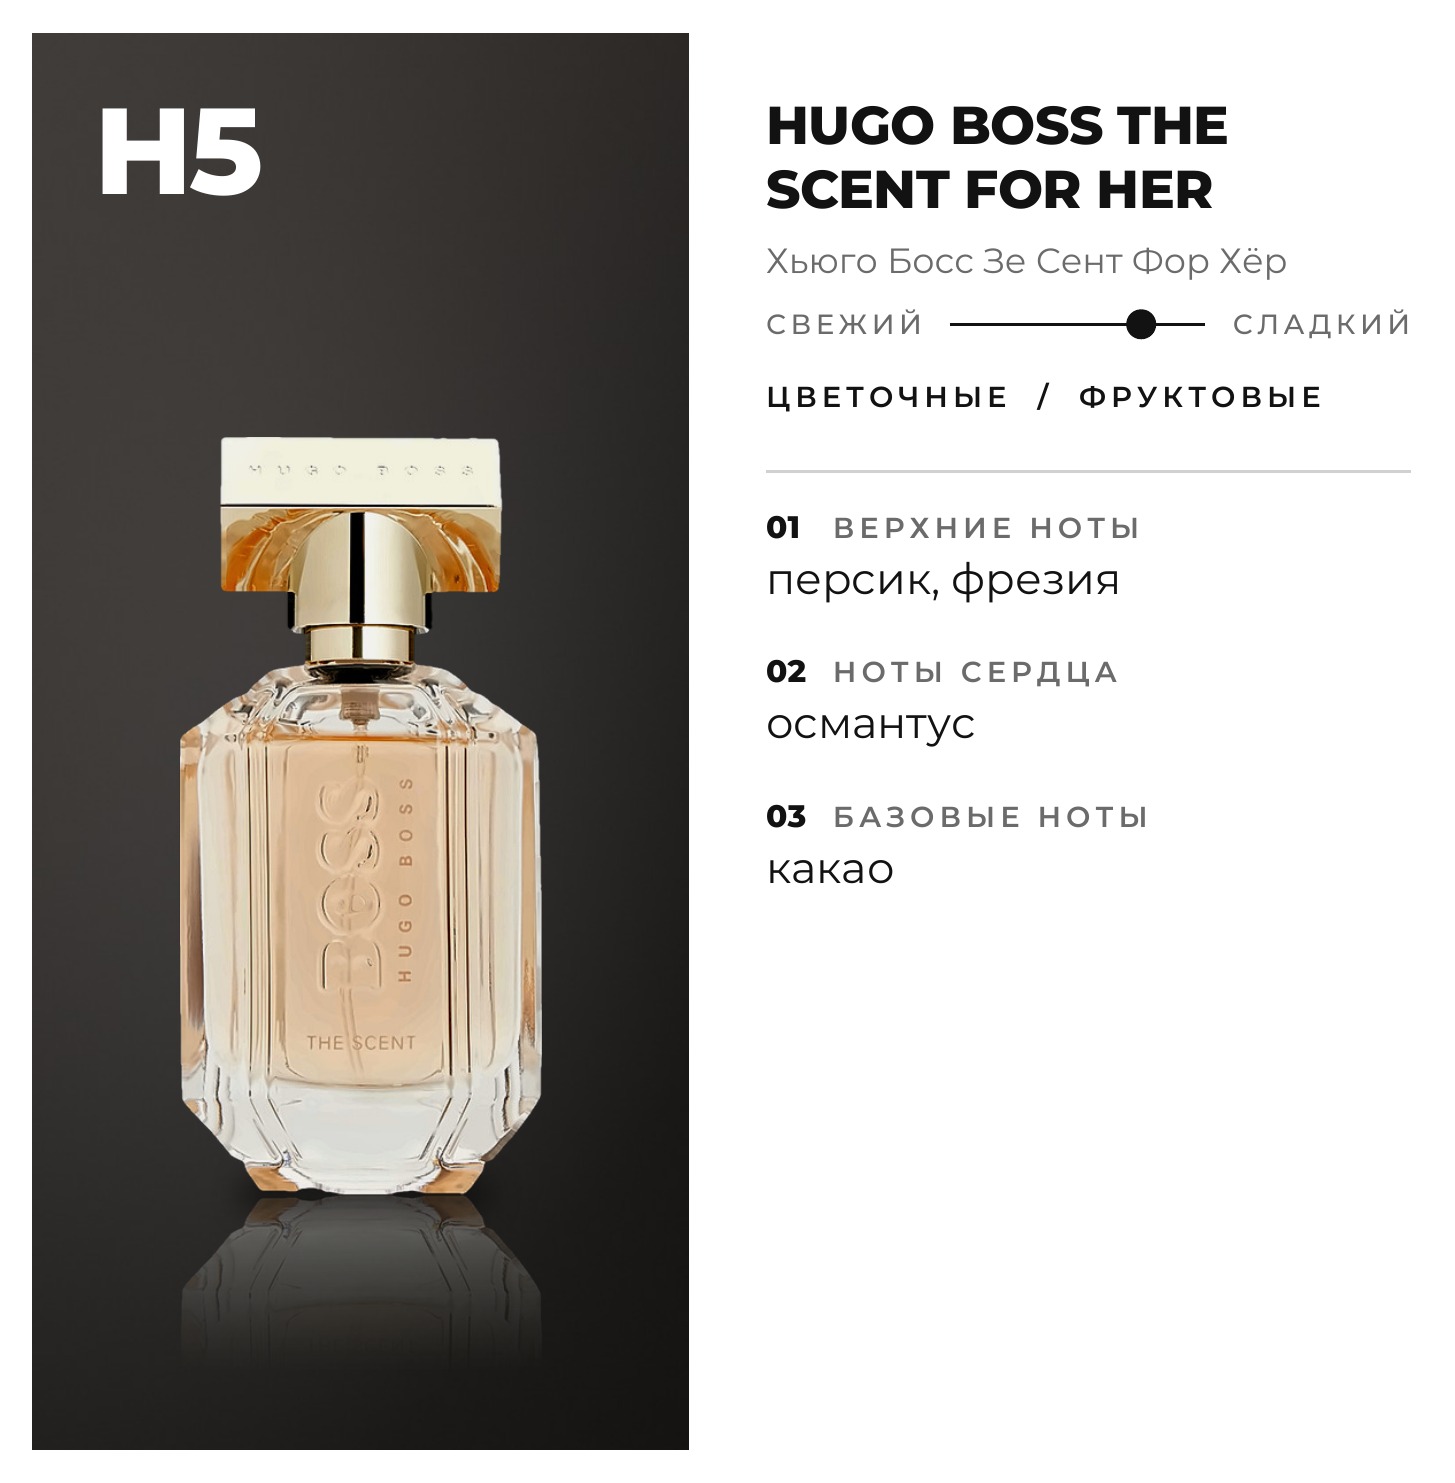 H5
HUGO BOSS THE
SCENT FOR HER
Хьюго Босс Зе Сент Фор Хёр
СВЕЖИЙ СЛАДКИЙ
ЦВЕТОЧНЫЕ / ФРУКТОВЫЕ
01 ВЕРХНИЕ НОТЫ
персик, фрезия
02 НОТЫ СЕРДЦА
османтус
03 БАЗОВЫЕ НОТЫ
какао
HUGO BOSS
BOSS
HUGO BOSS
THE SCENT